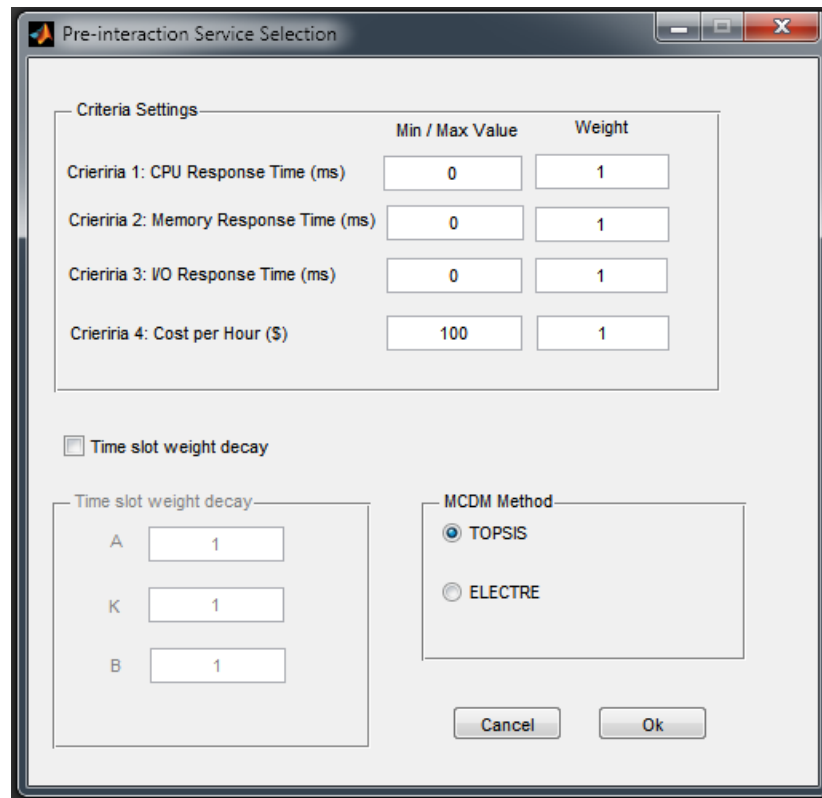 Pre-interaction Service Selection
Criteria Settings
Min / Max Value Weight
Crieriria 1: CPU Response Time (ms) 0 1
Crieriria 2: Memory Response Time (ms) 0 1
Crieriria 3: I/O Response Time (ms) 0 1
Crieriria 4: Cost per Hour ($) 100 1
Time slot weight decay
Time slot weight decay
A 1
K 1
B 1
MCDM Method
TOPSIS
ELECTRE
Cancel Ok